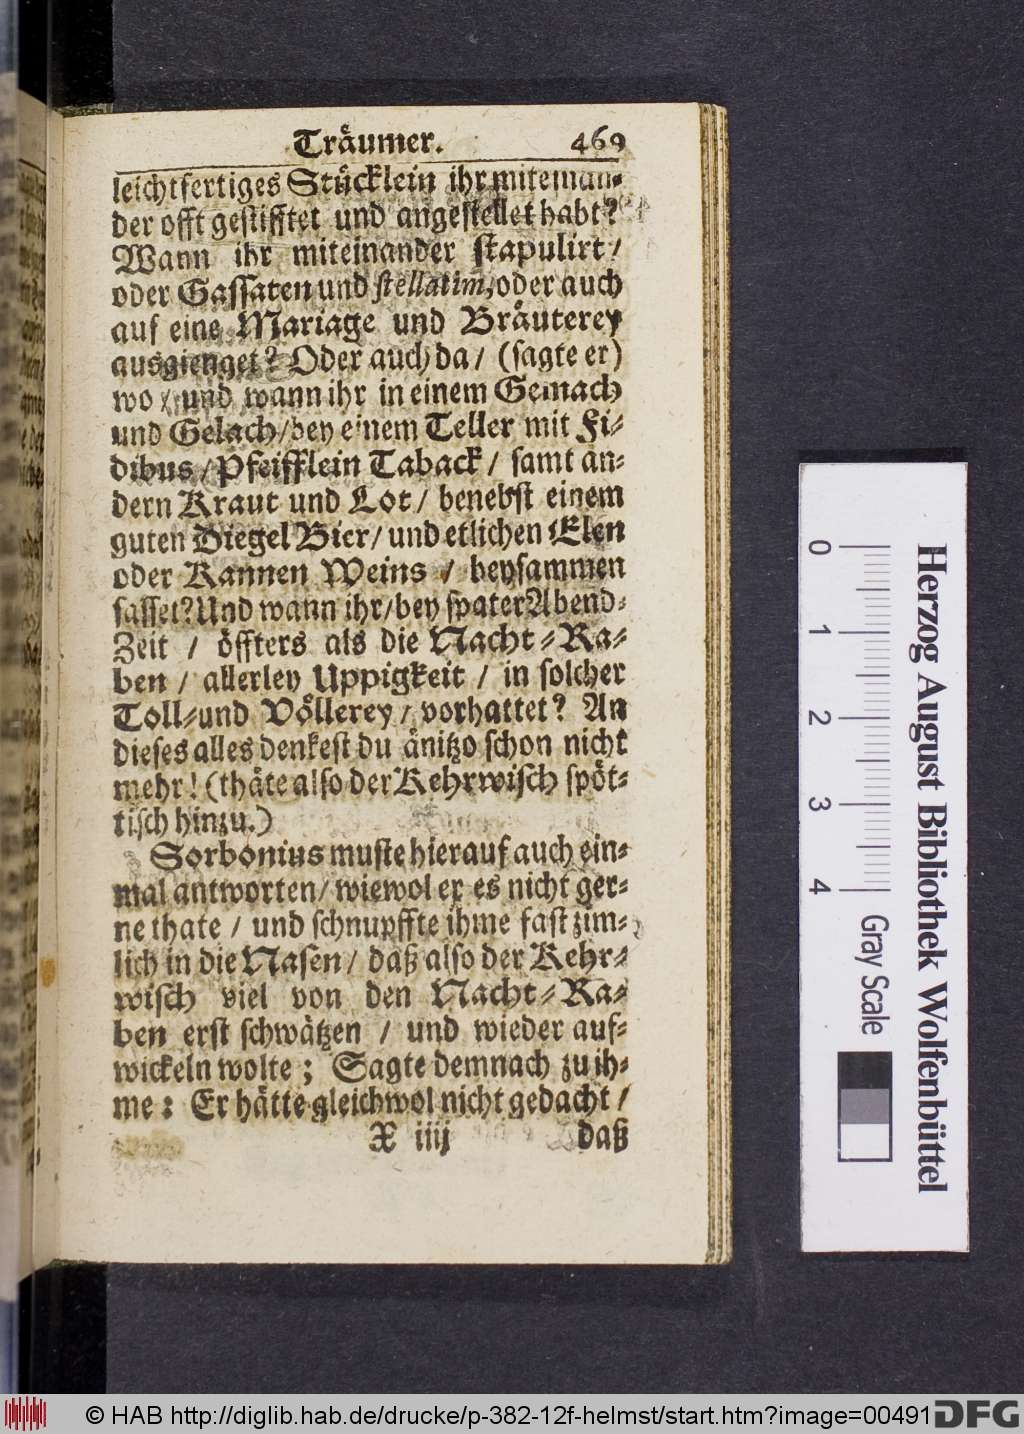 Träumer. 469
leichtfertiges Stücklein ihr miteinan-
der offt gestifftet und angestellet habt?
Wann ihr miteinander stapulirt /
oder Gassaten und stellatim, oder auch
auf eine Mariage und Bräuterey
ausgienget? Oder auch da / (sagte er)
wo / und wann ihr in einem Gemach
und Gelach / bey einem Teller mit Fi-
dibus / Pfeifflein Taback / samt an-
dern Kraut und Lot / benebst einem
guten Diegel Bier / und etlichen Elen
oder Kannen Weins / beysammen
sasset? Und wann ihr / bey spater Abend-
Zeit / öffters als die Nacht-Ra-
ben / allerley Uppigkeit / in solcher
Toll- und Völlerey / vorhattet? An
dieses alles denkest du änitzo schon nicht
mehr! (thäte also der Kehrwisch spöt-
tisch hinzu.)
Sorbonius muste hierauf auch ein-
mal antworten / wiewol er es nicht ger-
ne thate / und schnupffte ihme fast zim-
lich in die Nasen / daß also der Kehr-
wisch viel von den Nacht-Ra-
ben erst schwätzen / und wieder auf-
wickeln wolte ; Sagte demnach zu ih-
me : Er hätte gleichwol nicht gedacht /
X iiij daß
0 1 2 3 4
Gray Scale
Herzog August Bibliothek Wolfenbüttel
© HAB http://diglib.hab.de/drucke/p-382-12f-helmst/start.htm?image=00491
DFG